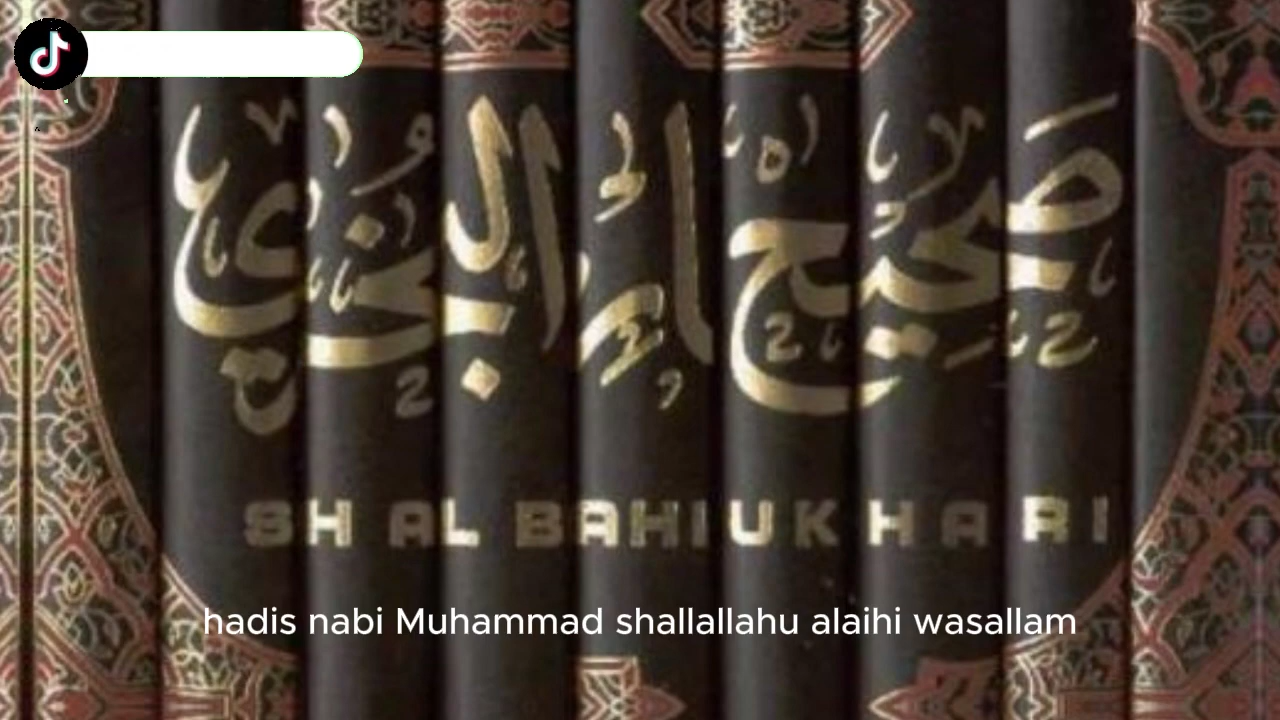 صحيح البخاري
SH AL BAHIUKHARI
hadis nabi Muhammad shallallahu alaihi wasallam